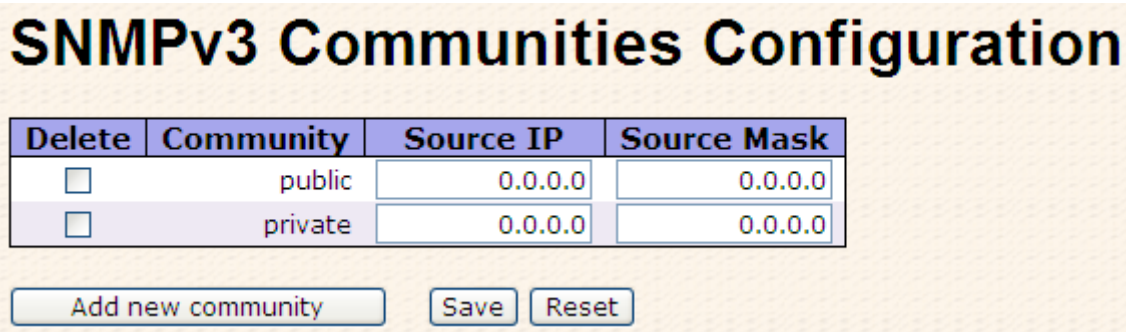 SNMPv3 Communities Configuration
Delete Community Source IP Source Mask
public 0.0.0.0 0.0.0.0
private 0.0.0.0 0.0.0.0
Add new community Save Reset